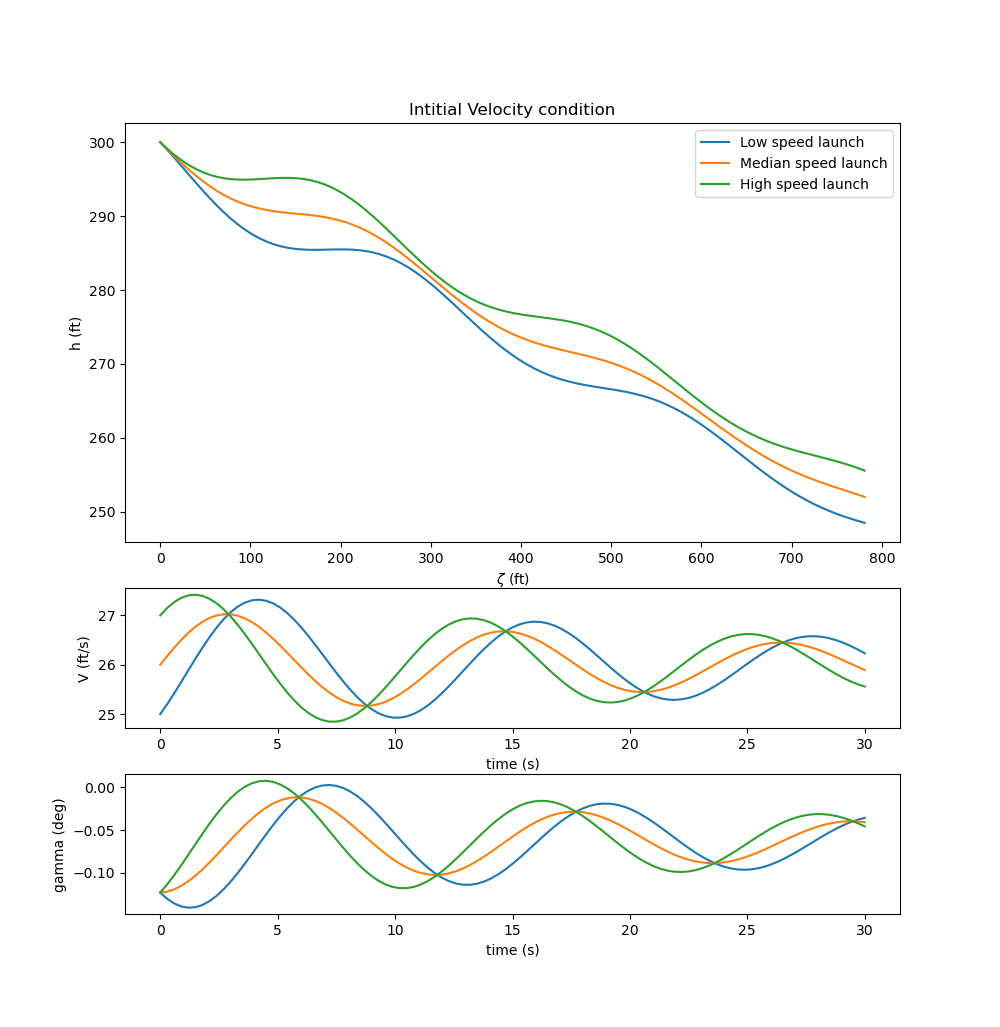 Intitial Velocity condition
Low speed launch
Median speed launch
High speed launch
h (ft)
300
290
280
270
260
250
0 100 200 300 400 500 600 700 800
ζ (ft)
V (ft/s)
27
26
25
0 5 10 15 20 25 30
time (s)
gamma (deg)
0.00
−0.05
−0.10
0 5 10 15 20 25 30
time (s)